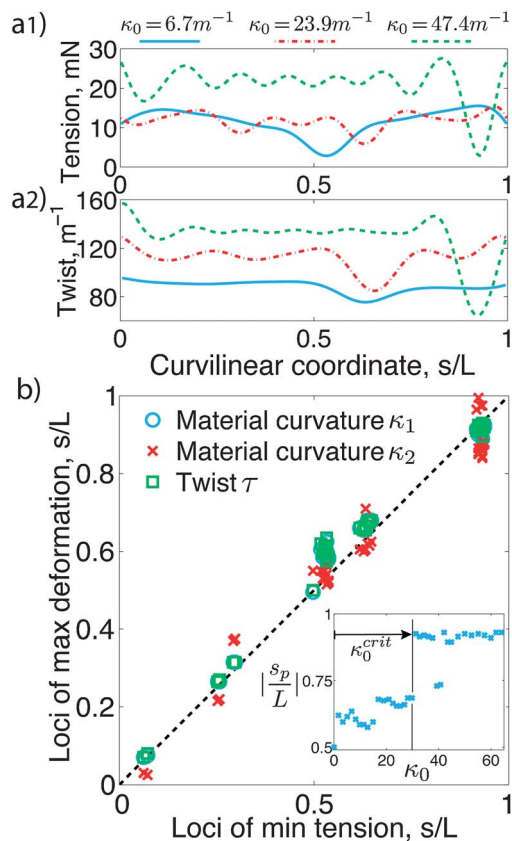 a1) κ₀=6.7m⁻¹ κ₀=23.9m⁻¹ κ₀=47.4m⁻¹
Tension, mN
30
20
10
0
0 0.5 1
a2)
Twist, m⁻¹
160
120
80
0 0.5 1
Curvilinear coordinate, s/L
b)
Loci of max deformation, s/L
1
0.8
0.6
0.4
0.2
0
Material curvature κ₁
Material curvature κ₂
Twist τ
1
κ₀ᶜʳⁱᵗ
|sₚ/L|
0.75
0.5
0 20 40 60
κ₀
0 0.5 1
Loci of min tension, s/L